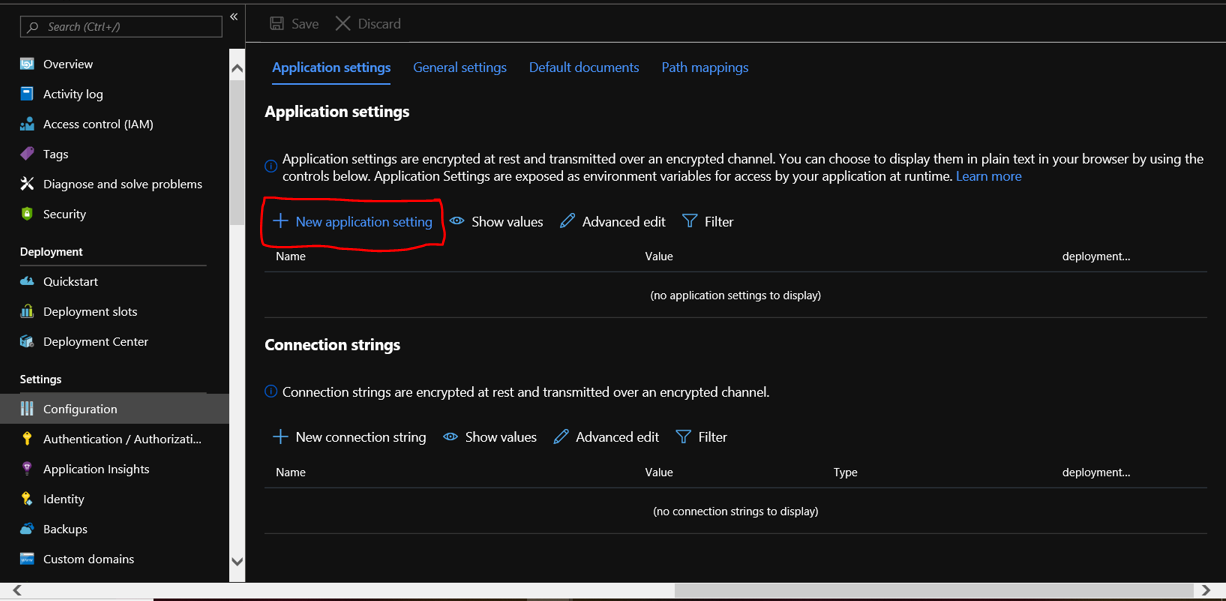 Search (Ctrl+/)
«
Overview
Activity log
Access control (IAM)
Tags
Diagnose and solve problems
Security
Deployment
Quickstart
Deployment slots
Deployment Center
Settings
Configuration
Authentication / Authorizati...
Application Insights
Identity
Backups
Custom domains
Save Discard
Application settings General settings Default documents Path mappings
Application settings
Application settings are encrypted at rest and transmitted over an encrypted channel. You can choose to display them in plain text in your browser by using the
controls below. Application Settings are exposed as environment variables for access by your application at runtime. Learn more
New application setting Show values Advanced edit Filter
Name Value deployment...
(no application settings to display)
Connection strings
Connection strings are encrypted at rest and transmitted over an encrypted channel.
New connection string Show values Advanced edit Filter
Name Value Type deployment...
(no connection strings to display)